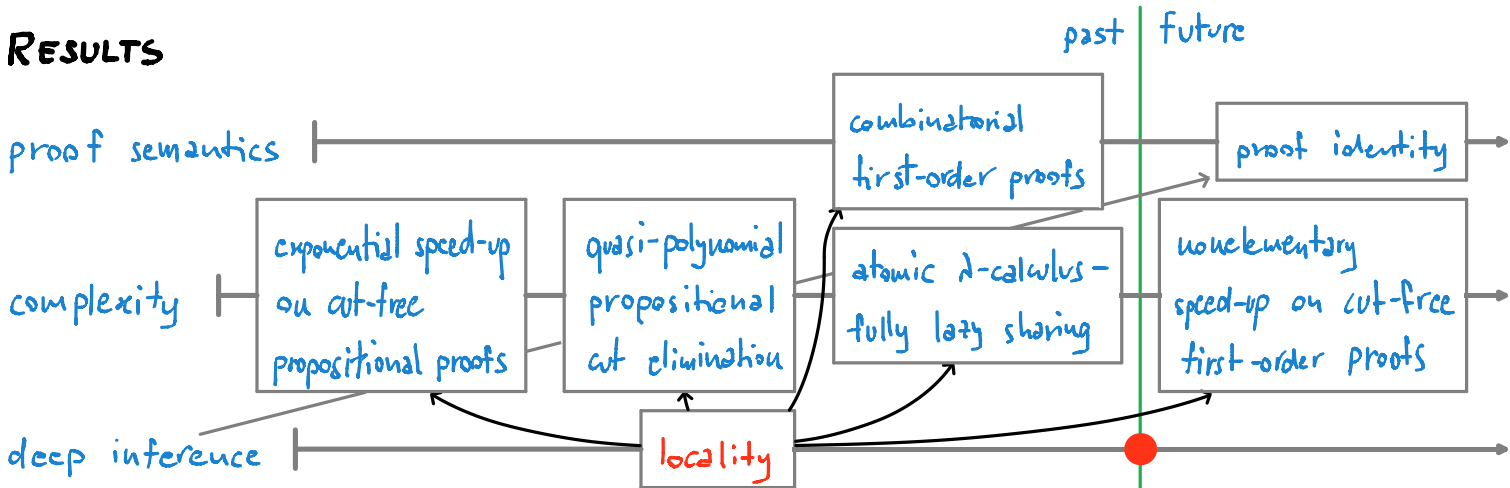 RESULTS
past future
proof semantics
combinatorial
first-order proofs
proof identity
complexity
exponential speed-up
on cut-free
propositional proofs
quasi-polynomial
propositional
cut elimination
atomic λ-calculus –
fully lazy sharing
nonelementary
speed-up on cut-free
first-order proofs
deep inference
locality